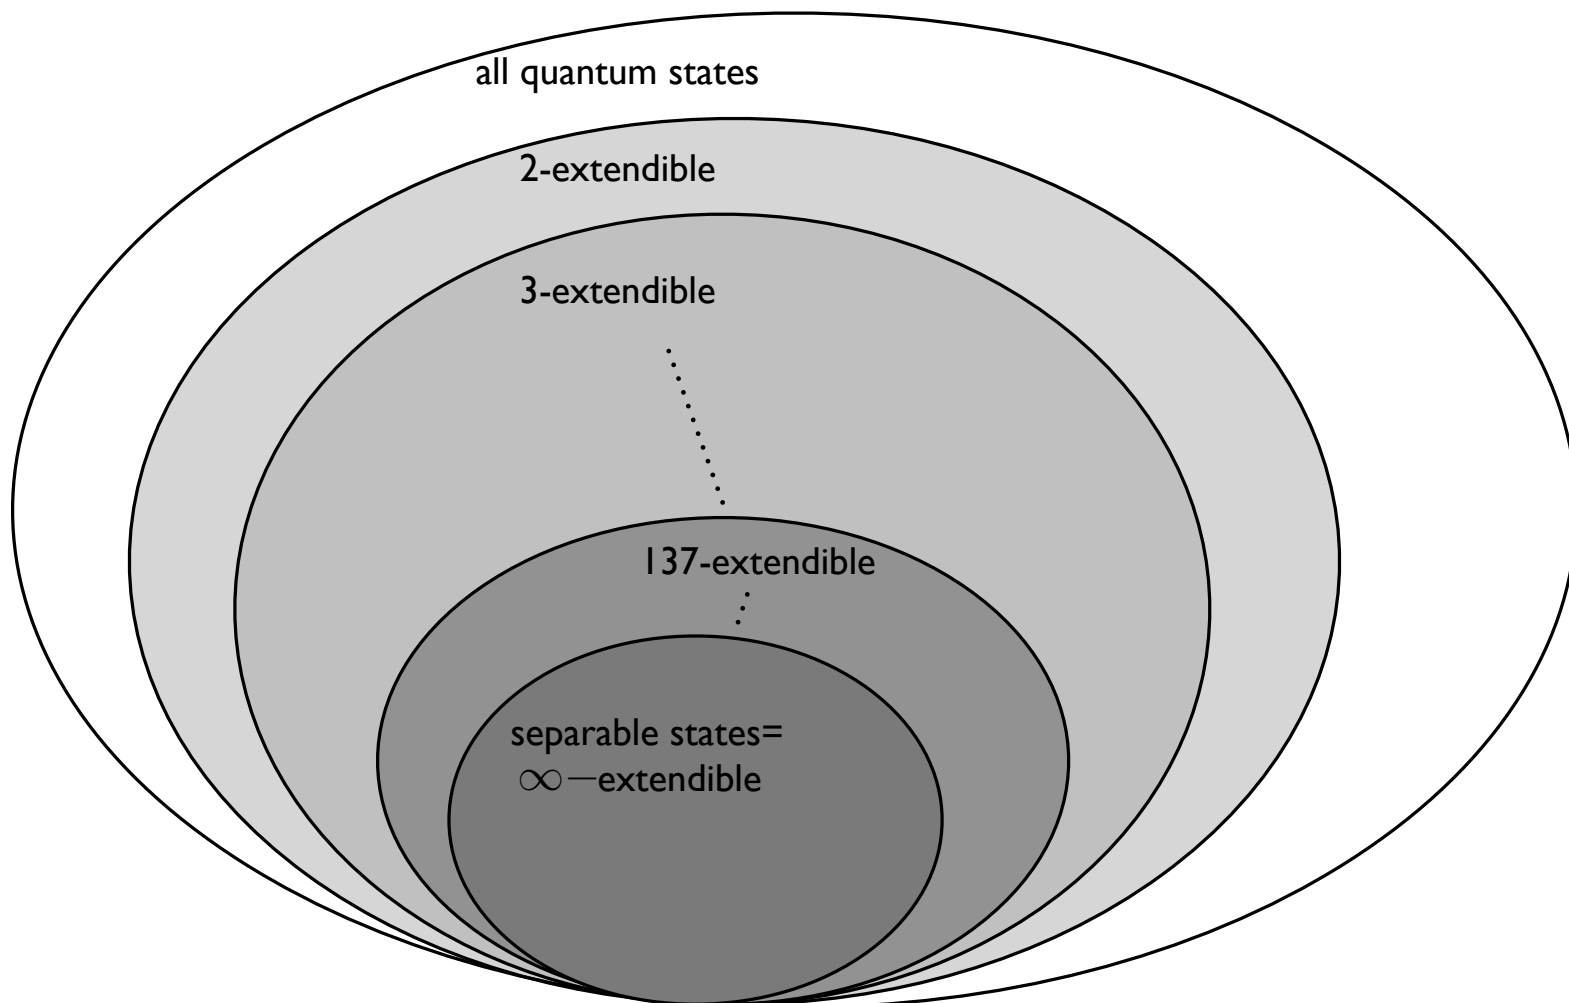 all quantum states
2-extendible
3-extendible
137-extendible
separable states=
∞−extendible